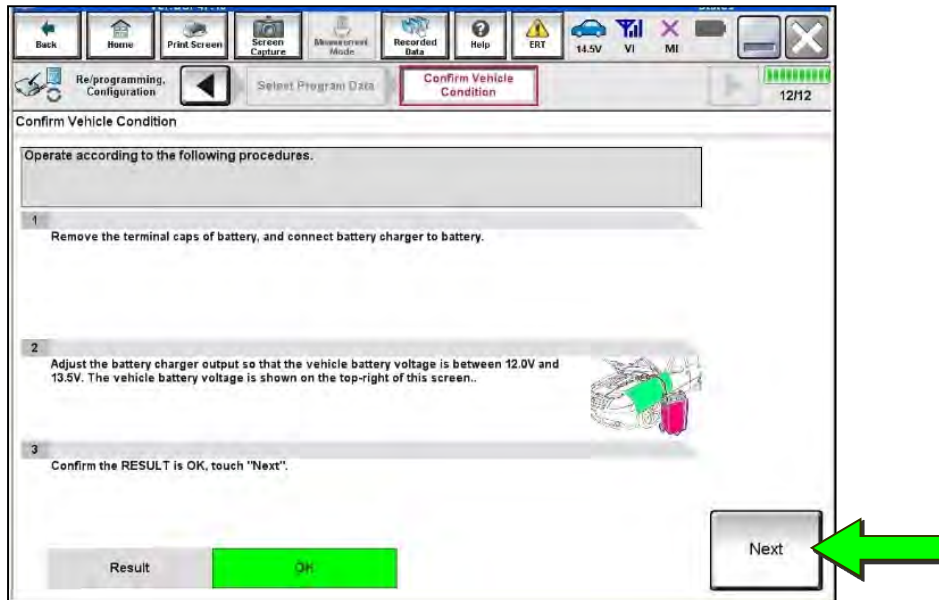 Back
Home
Print Screen
Screen
Capture
Measurement
Mode
Recorded
Data
Help
ERT
14.5V
VI
MI
Re/programming,
Configuration
Select Program Data
Confirm Vehicle
Condition
12/12
Confirm Vehicle Condition
Operate according to the following procedures.
1
Remove the terminal caps of battery, and connect battery charger to battery.
2
Adjust the battery charger output so that the vehicle battery voltage is between 12.0V and
13.5V. The vehicle battery voltage is shown on the top-right of this screen..
3
Confirm the RESULT is OK, touch "Next".
Result
OK
Next